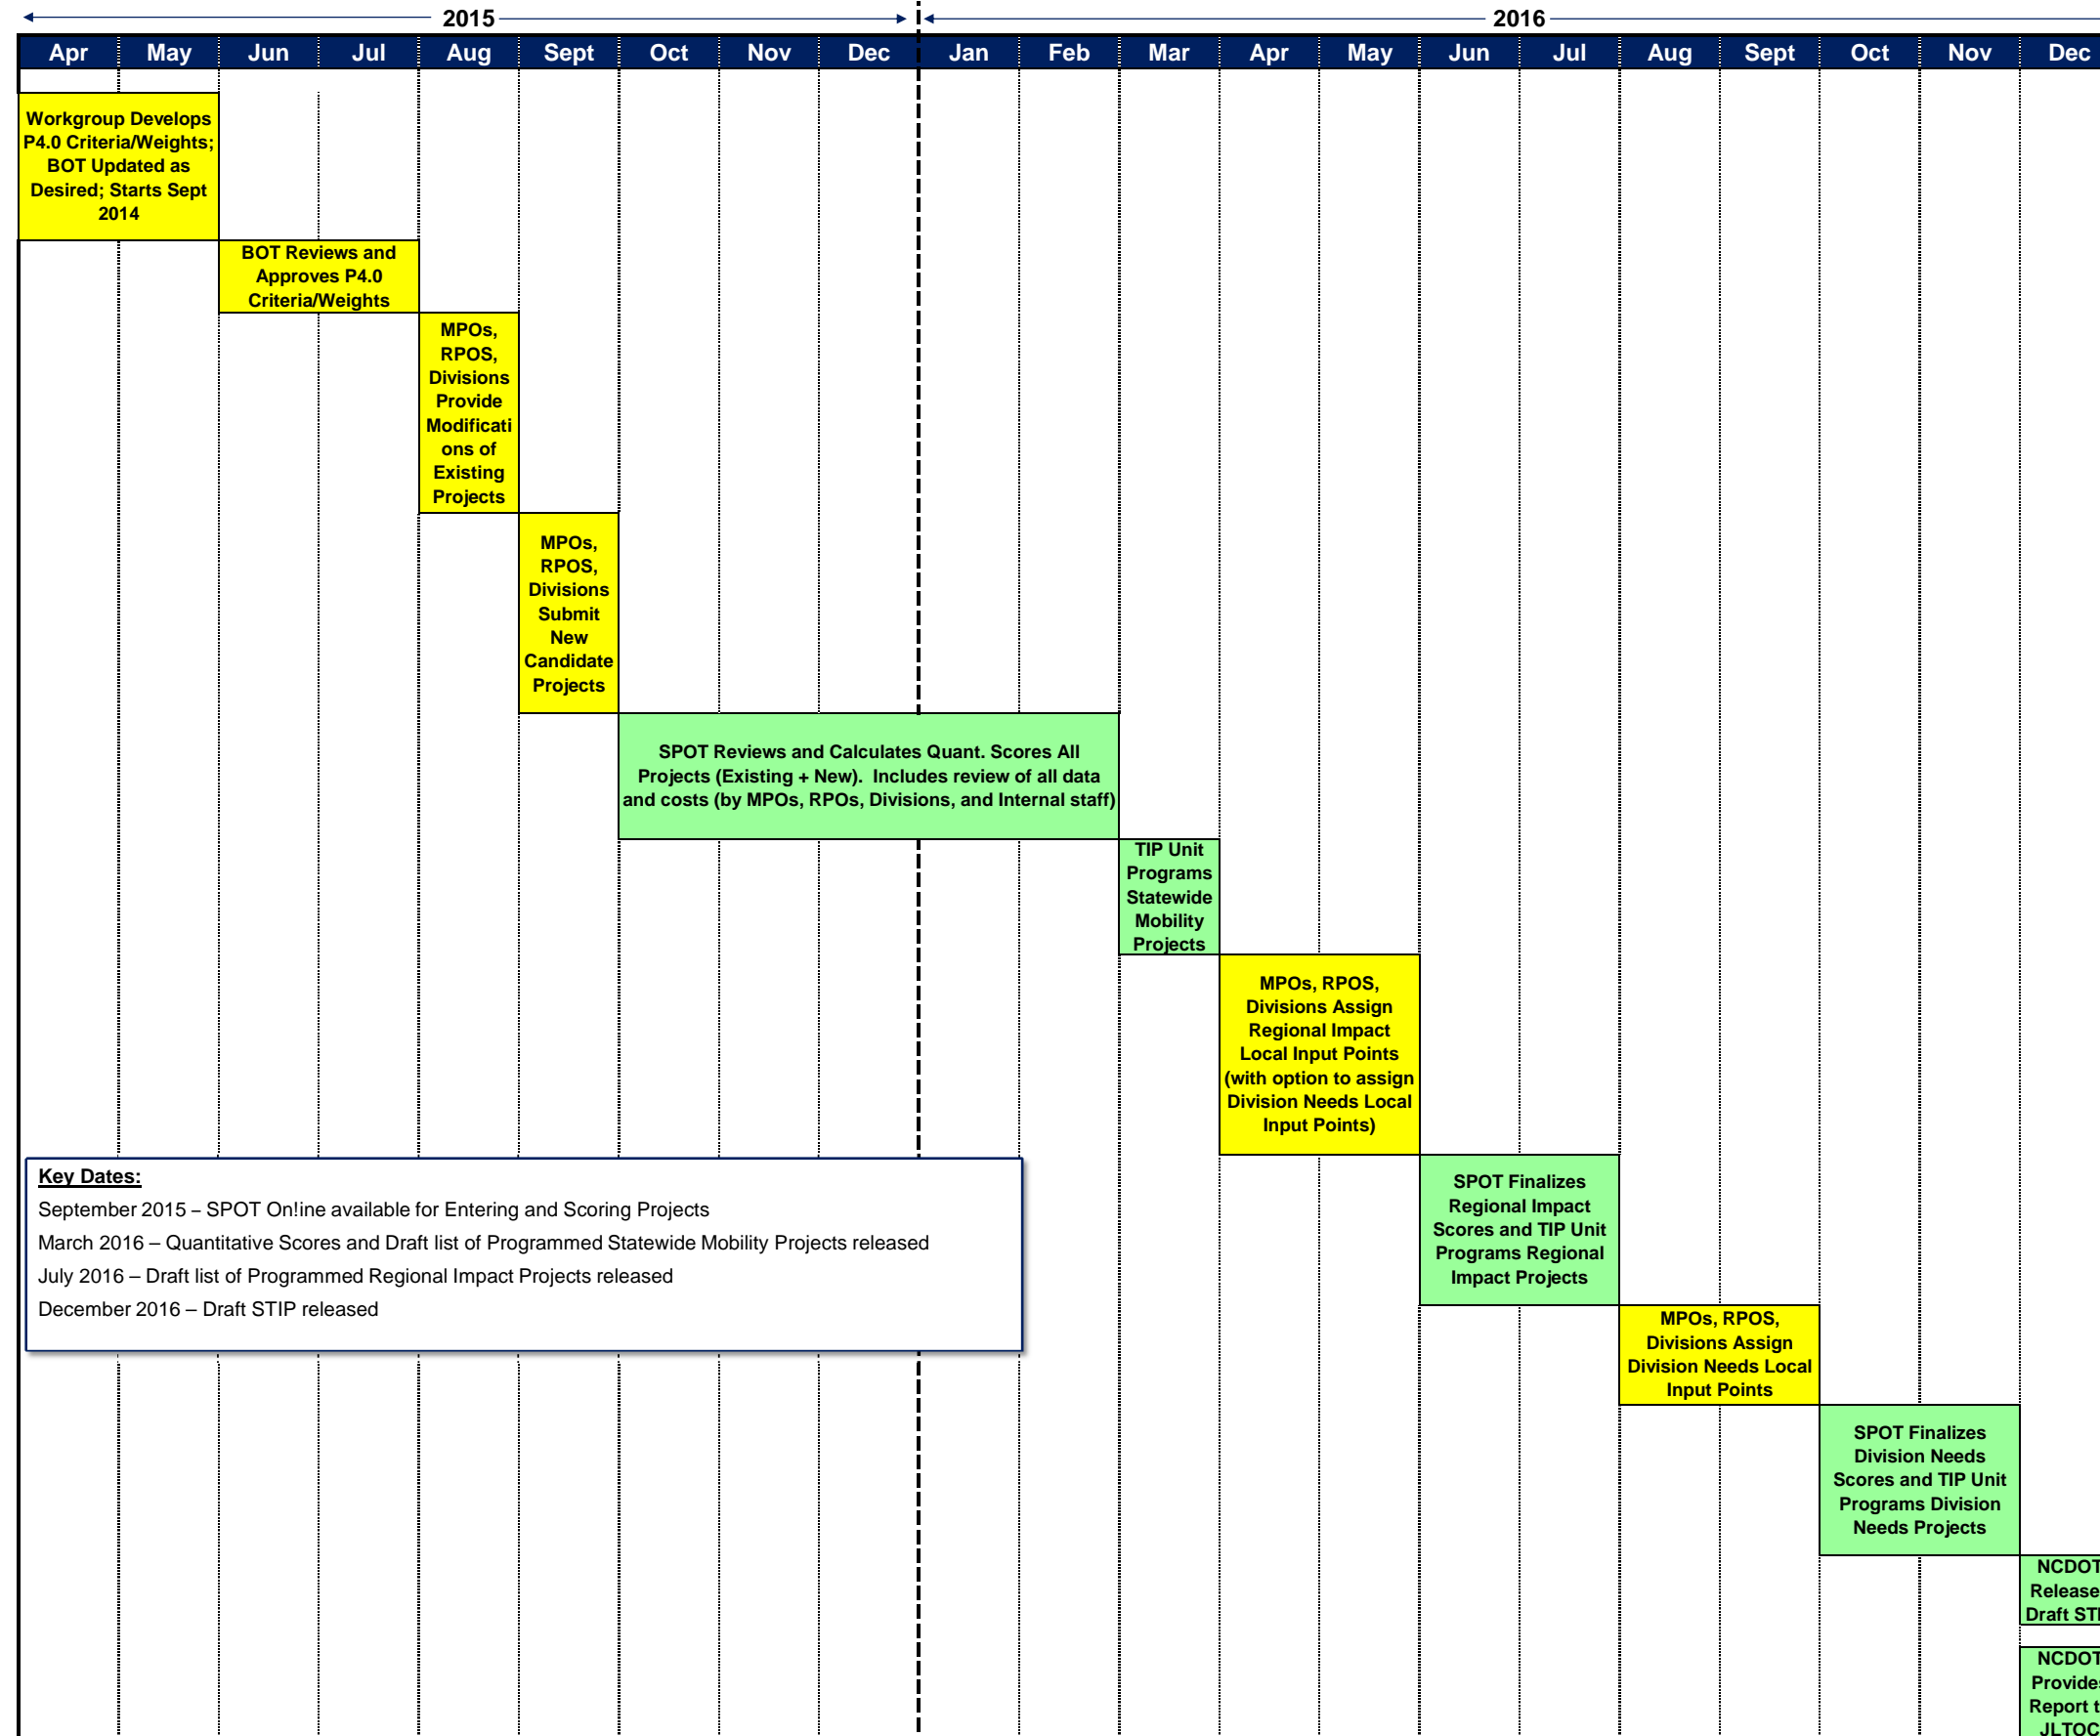 2015
2016
Apr May Jun Jul Aug Sept Oct Nov Dec Jan Feb Mar Apr May Jun Jul Aug Sept Oct Nov Dec
Workgroup Develops
P4.0 Criteria/Weights;
BOT Updated as
Desired; Starts Sept
2014
BOT Reviews and
Approves P4.0
Criteria/Weights
MPOs,
RPOS,
Divisions
Provide
Modificati
ons of
Existing
Projects
MPOs,
RPOS,
Divisions
Submit
New
Candidate
Projects
SPOT Reviews and Calculates Quant. Scores All
Projects (Existing + New). Includes review of all data
and costs (by MPOs, RPOs, Divisions, and Internal staff)
TIP Unit
Programs
Statewide
Mobility
Projects
MPOs, RPOS,
Divisions Assign
Regional Impact
Local Input Points
(with option to assign
Division Needs Local
Input Points)
Key Dates:
September 2015 – SPOT On!ine available for Entering and Scoring Projects
March 2016 – Quantitative Scores and Draft list of Programmed Statewide Mobility Projects released
July 2016 – Draft list of Programmed Regional Impact Projects released
December 2016 – Draft STIP released
SPOT Finalizes
Regional Impact
Scores and TIP Unit
Programs Regional
Impact Projects
MPOs, RPOS,
Divisions Assign
Division Needs Local
Input Points
SPOT Finalizes
Division Needs
Scores and TIP Unit
Programs Division
Needs Projects
NCDOT
Release
Draft STI
NCDOT
Provide
Report t
JLTOC